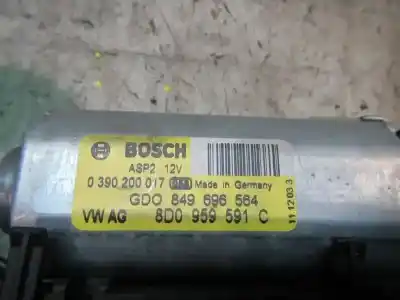 BOSCH
ASP2 12V
0 390 200 017 Made in Germany
GDO 849 696 564
VW AG 8D0 959 591 C
11 12 03 3